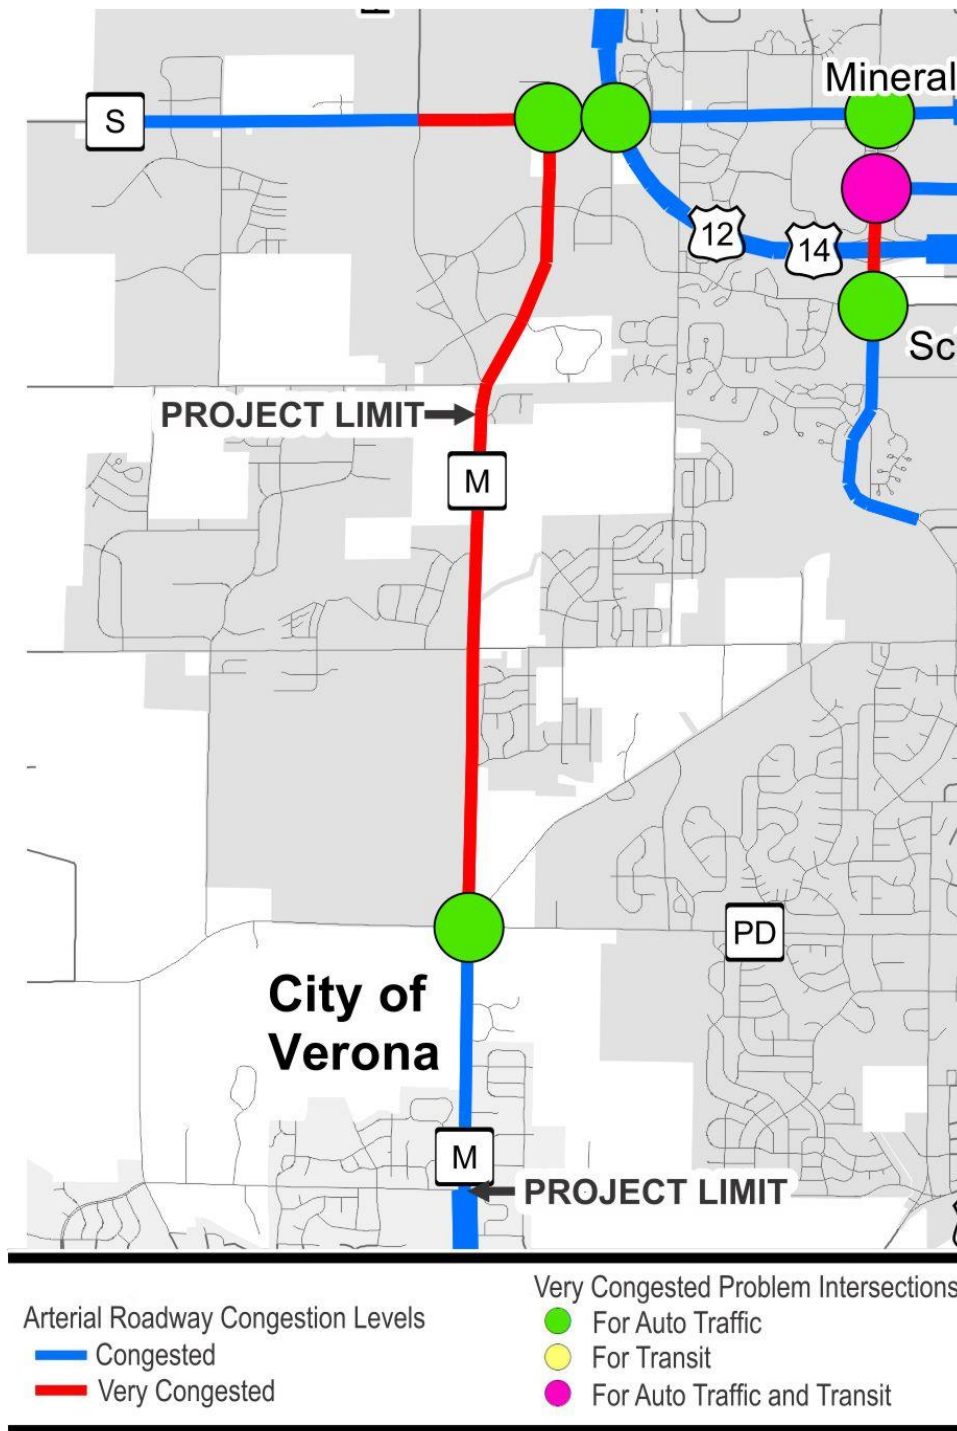 Mineral
S
12
14
Sc
PROJECT LIMIT
M
PD
City of
Verona
M
PROJECT LIMIT
Arterial Roadway Congestion Levels
Congested
Very Congested
Very Congested Problem Intersections
For Auto Traffic
For Transit
For Auto Traffic and Transit